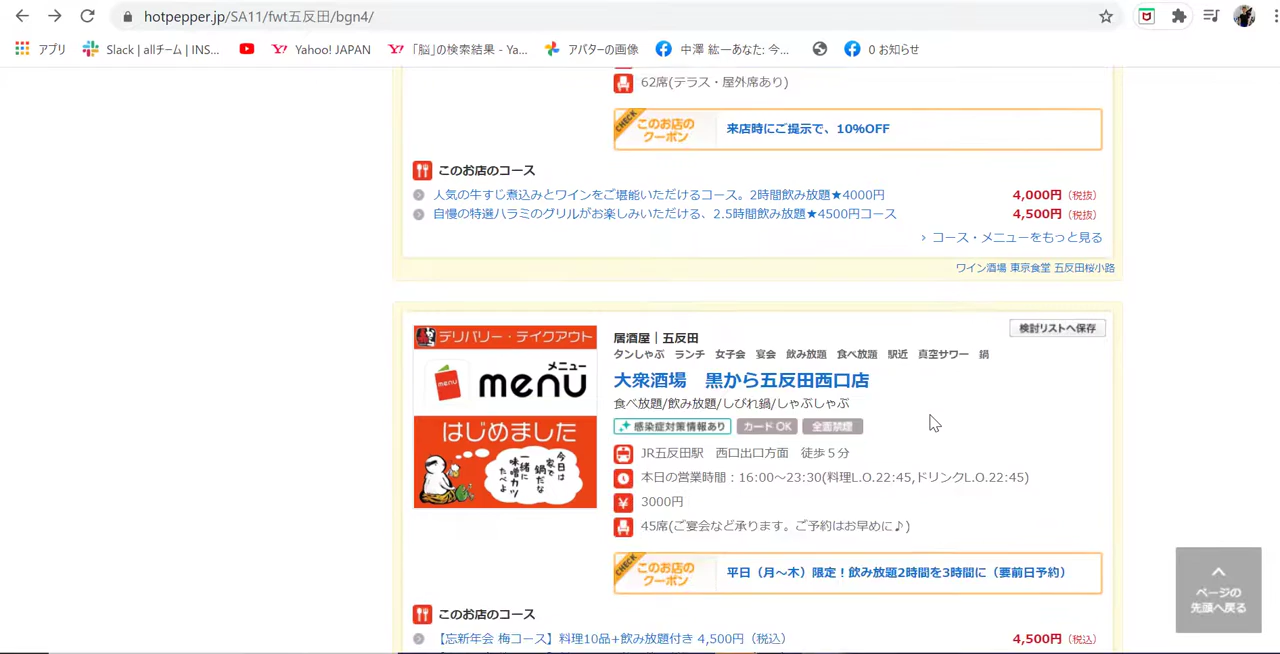 hotpepper.jp/SA11/fwt五反田/bgn4/
アプリ
Slack | allチーム | INS...
Yahoo! JAPAN
「脳」の検索結果 - Ya...
アバターの画像
中澤 紘一あなた: 今...
0 お知らせ
62席(テラス・屋外席あり)
CHECK
このお店の
クーポン
来店時にご提示で、10%OFF
このお店のコース
人気の牛すじ煮込みとワインをご堪能いただけるコース。2時間飲み放題★4000円
4,000円（税抜）
自慢の特選ハラミのグリルがお楽しみいただける、2.5時間飲み放題★4500円コース
4,500円（税抜）
› コース・メニューをもっと見る
ワイン酒場 東京食堂 五反田桜小路
デリバリー・テイクアウト
メニュー
menu
menu
はじめました
今日は
家で
鍋だな
一緒に
味噌カツ
たべよ
居酒屋｜五反田
検討リストへ保存
タンしゃぶ ランチ 女子会 宴会 飲み放題 食べ放題 駅近 真空サワー 鍋
大衆酒場　黒から五反田西口店
食べ放題/飲み放題/しびれ鍋/しゃぶしゃぶ
感染症対策情報あり
カードOK
全面禁煙
JR五反田駅　西口出口方面　徒歩５分
本日の営業時間：16:00～23:30(料理L.O.22:45,ドリンクL.O.22:45)
¥
3000円
45席(ご宴会など承ります。ご予約はお早めに♪)
CHECK
このお店の
クーポン
平日（月～木）限定！飲み放題2時間を3時間に（要前日予約）
ページの
先頭へ戻る
このお店のコース
【忘新年会 梅コース】料理10品+飲み放題付き 4,500円（税込）
4,500円（税込）